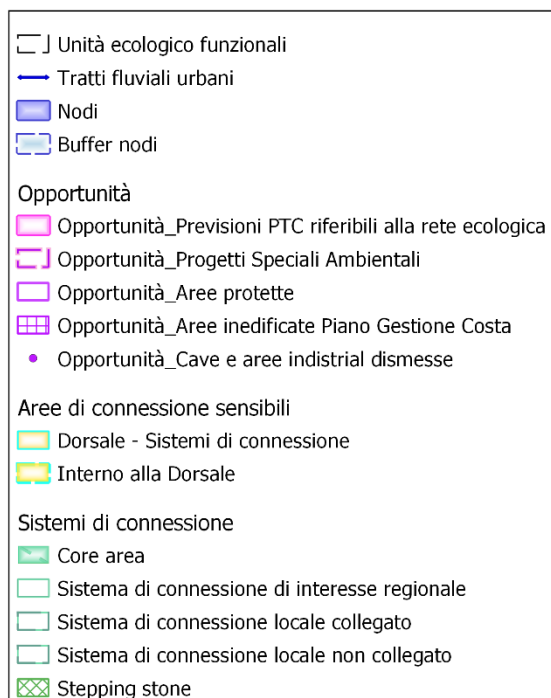 Unità ecologico funzionali
Tratti fluviali urbani
Nodi
Buffer nodi
Opportunità
Opportunità_Previsioni PTC riferibili alla rete ecologica
Opportunità_Progetti Speciali Ambientali
Opportunità_Aree protette
Opportunità_Aree inedificate Piano Gestione Costa
Opportunità_Cave e aree indistrial dismesse
Aree di connessione sensibili
Dorsale - Sistemi di connessione
Interno alla Dorsale
Sistemi di connessione
Core area
Sistema di connessione di interesse regionale
Sistema di connessione locale collegato
Sistema di connessione locale non collegato
Stepping stone